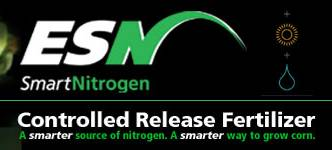 ESN
SmartNitrogen
+
Controlled Release Fertilizer
A smarter source of nitrogen. A smarter way to grow corn.